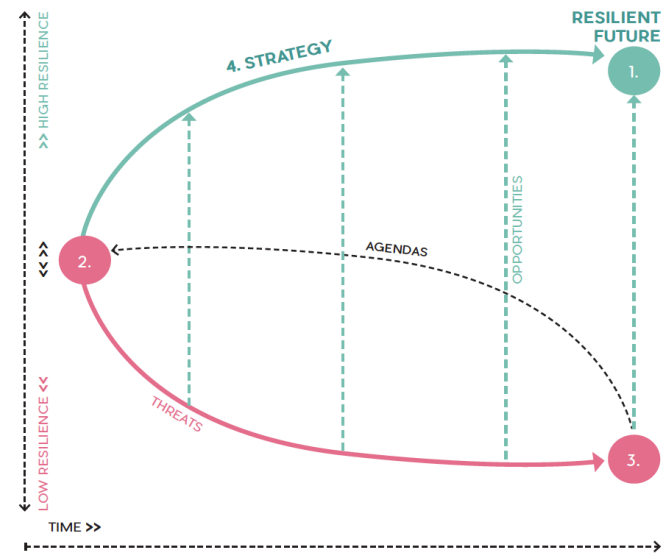 RESILIENT
FUTURE
>> HIGH RESILIENCE
4. STRATEGY
1.
OPPORTUNITIES
AGENDAS
2.
THREATS
LOW RESILIENCE <<
3.
TIME >>